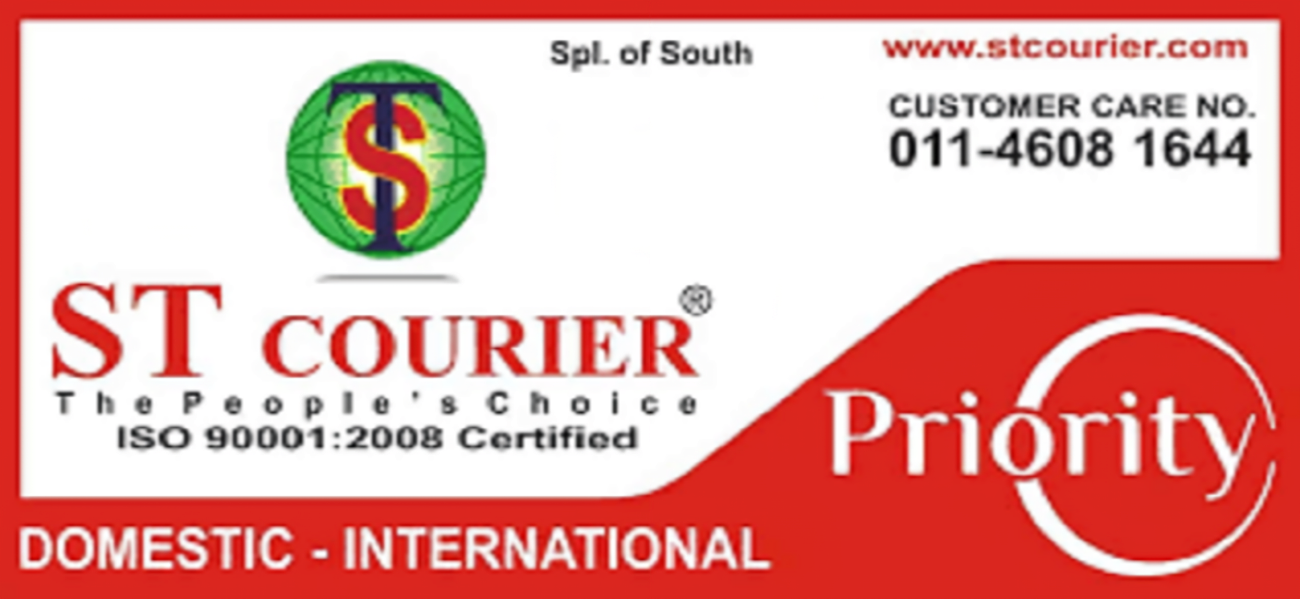 Spl. of South
www.stcourier.com
CUSTOMER CARE NO.
011-4608 1644
ST
ST COURIER®
The People's Choice
ISO 90001:2008 Certified
Priority
DOMESTIC - INTERNATIONAL